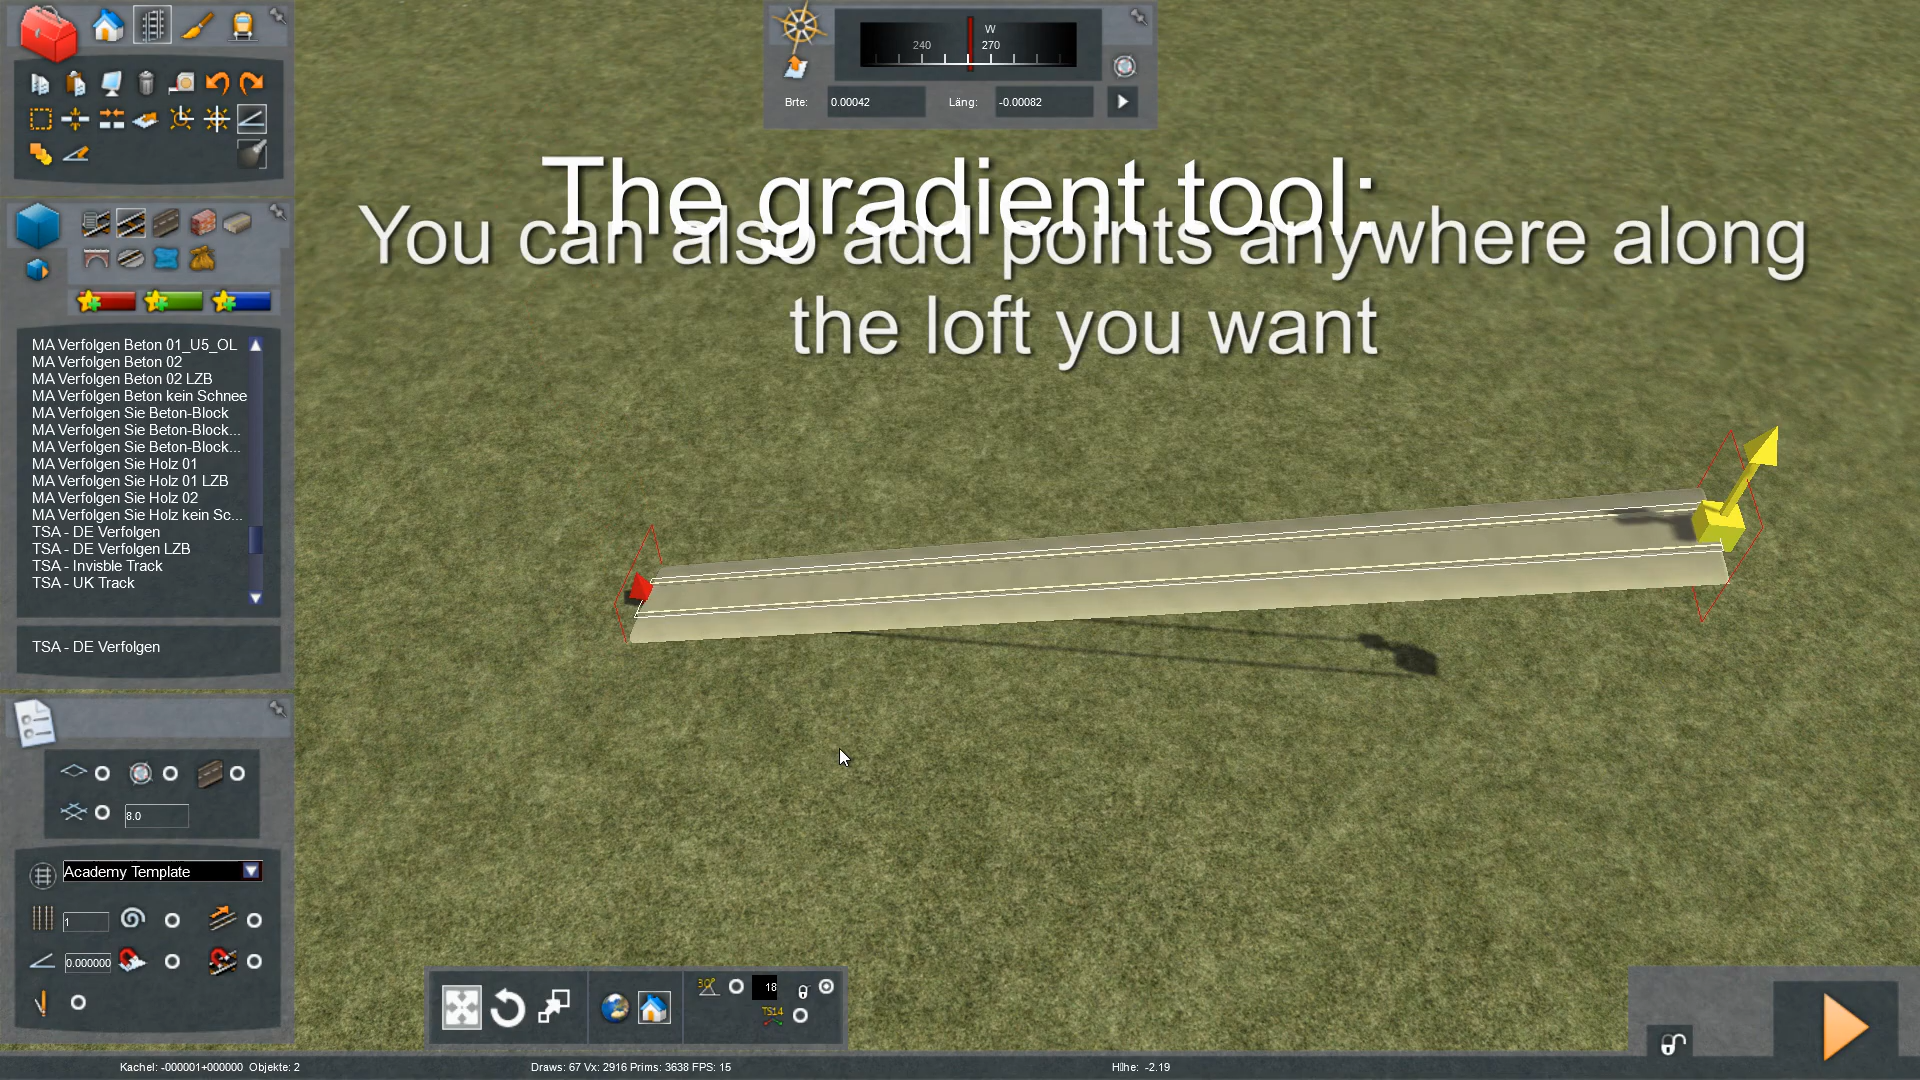 W
240
270
Brte:
0.00042
Läng:
-0.00082
The gradient tool:
You can also add points anywhere along
the loft you want
MA Verfolgen Beton 01_U5_OL
MA Verfolgen Beton 02
MA Verfolgen Beton 02 LZB
MA Verfolgen Beton kein Schnee
MA Verfolgen Sie Beton-Block
MA Verfolgen Sie Beton-Block...
MA Verfolgen Sie Beton-Block...
MA Verfolgen Sie Holz 01
MA Verfolgen Sie Holz 01 LZB
MA Verfolgen Sie Holz 02
MA Verfolgen Sie Holz kein Sc...
TSA - DE Verfolgen
TSA - DE Verfolgen LZB
TSA - Invisble Track
TSA - UK Track
TSA - DE Verfolgen
8.0
Academy Template
1
0.000000
30°
18
TS14
Kachel: -000001+000000 Objekte: 2
Draws: 67 Vx: 2916 Prims: 3638 FPS: 15
H▯he: -2.19